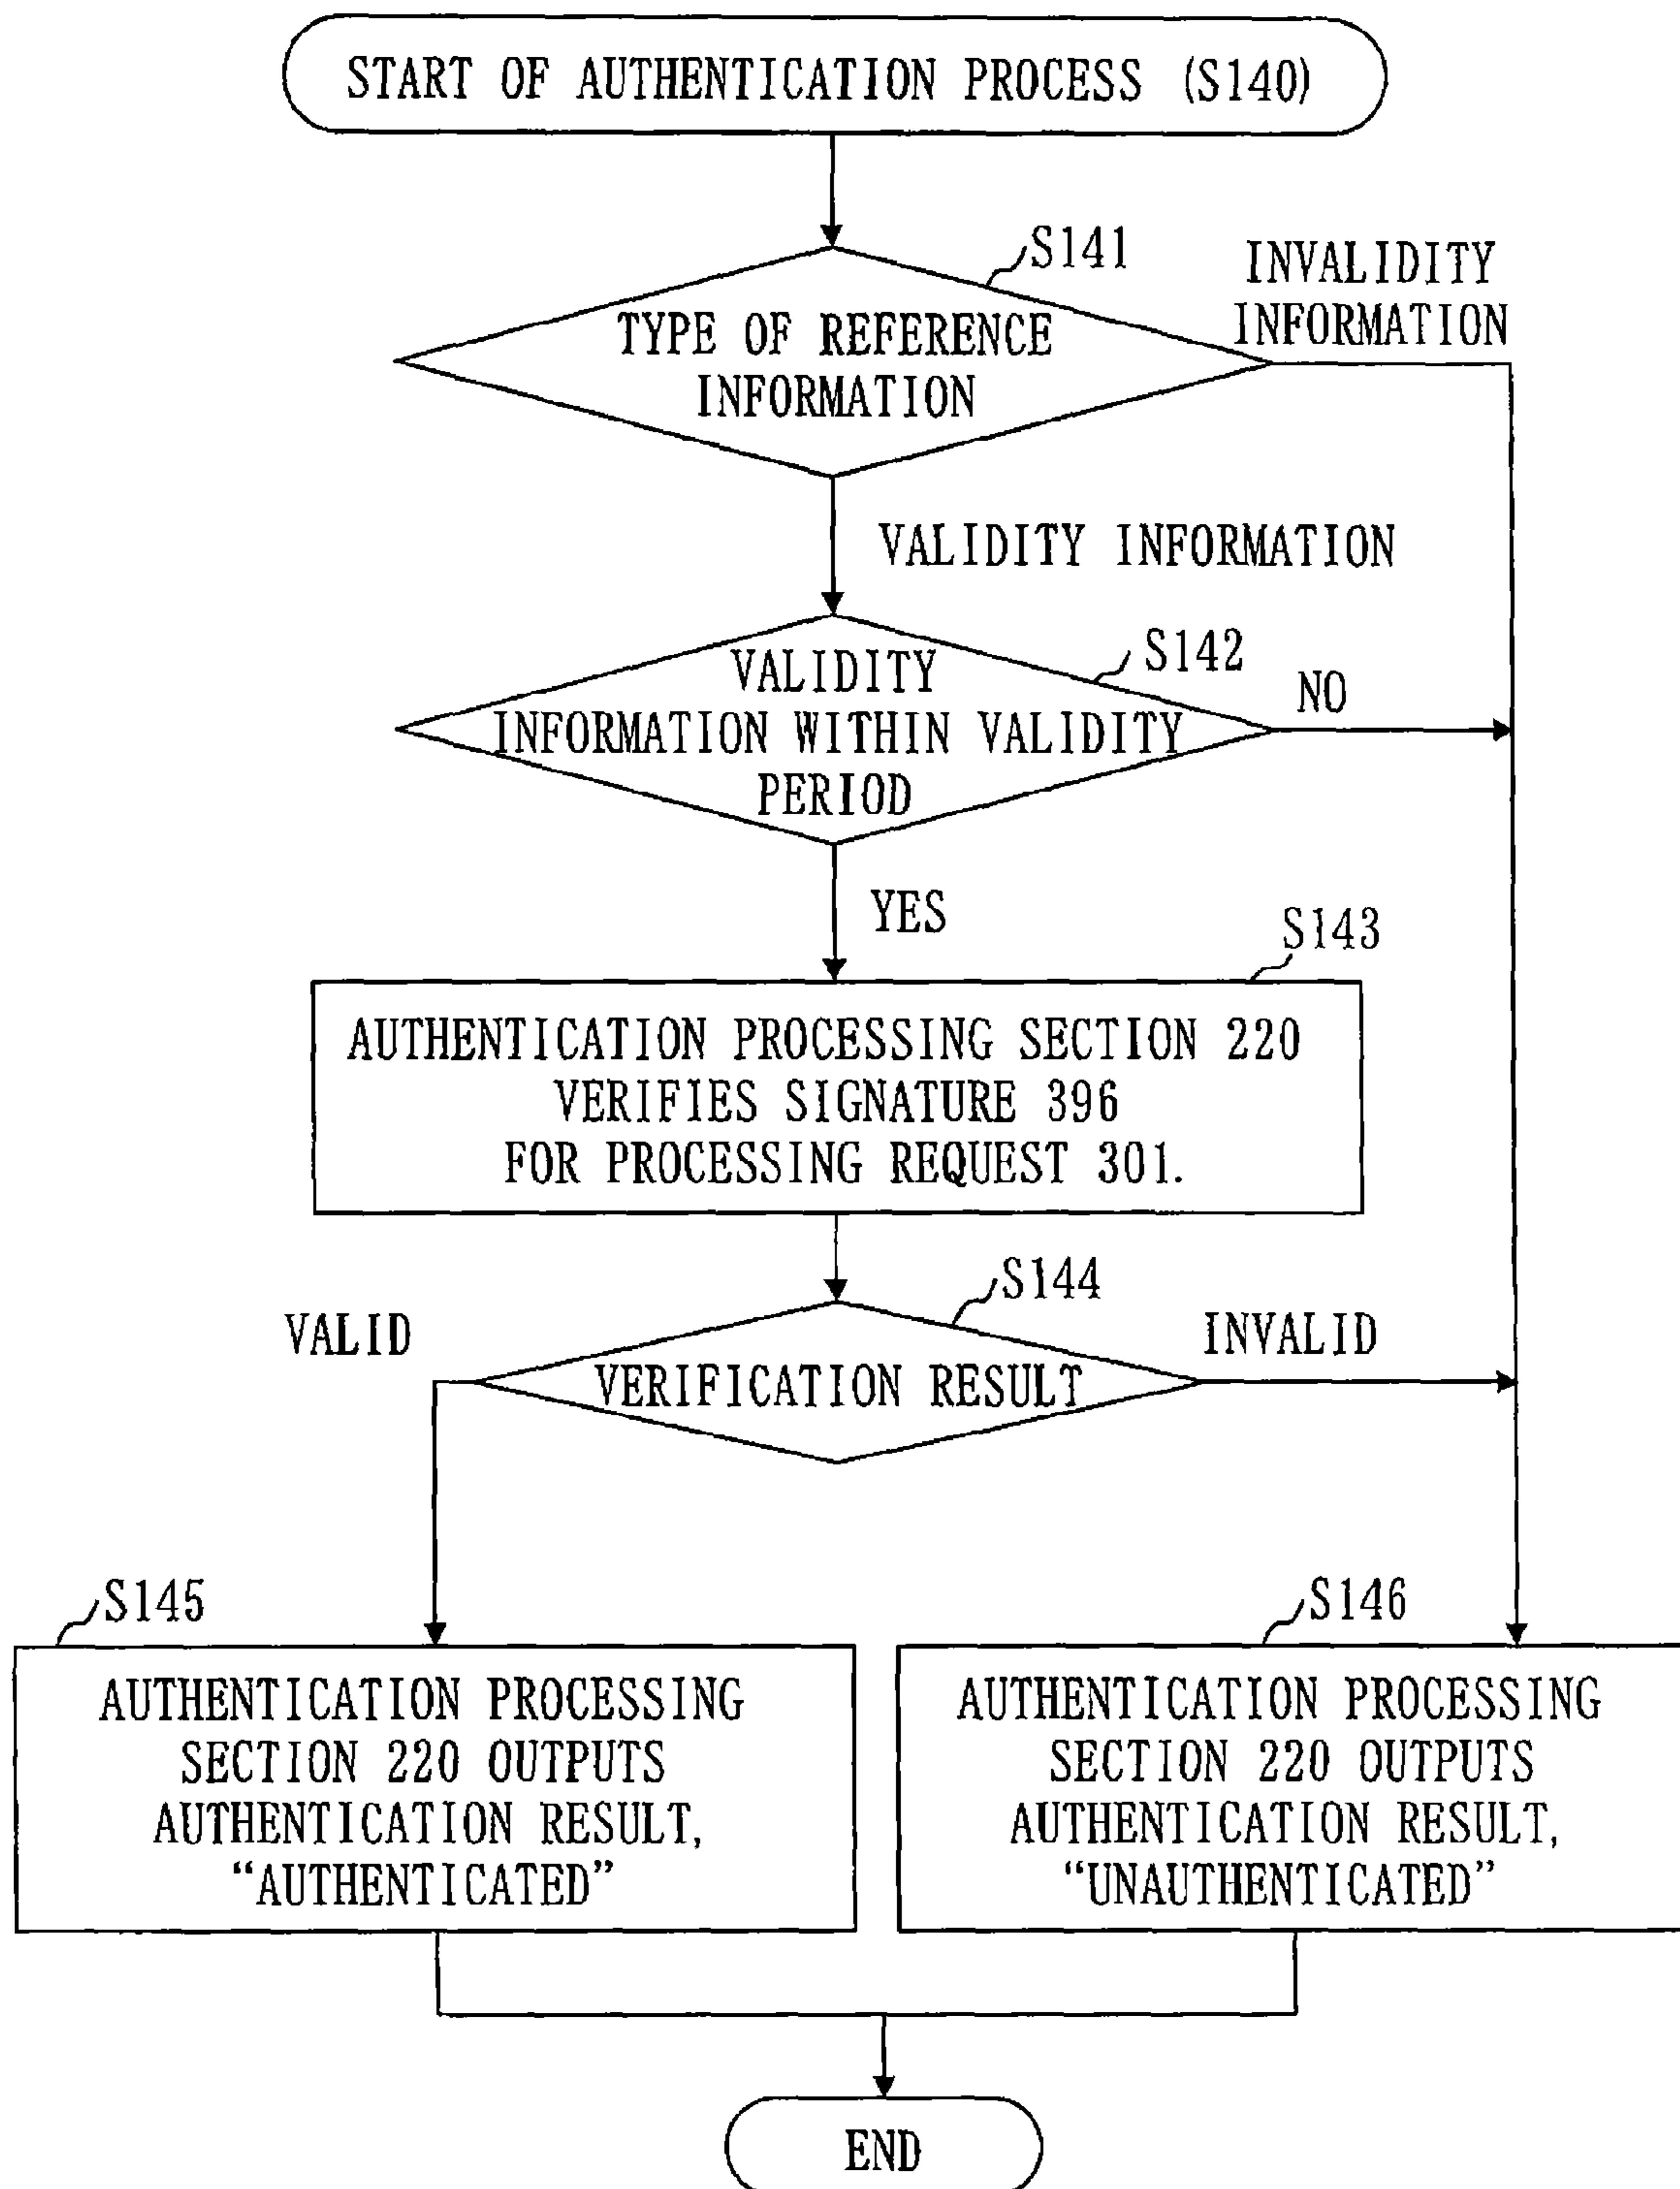 START OF AUTHENTICATION PROCESS (S140)
S141
INVALIDITY
INFORMATION
TYPE OF REFERENCE
INFORMATION
VALIDITY INFORMATION
S142
VALIDITY
INFORMATION WITHIN VALIDITY
PERIOD
NO
YES
S143
AUTHENTICATION PROCESSING SECTION 220
VERIFIES SIGNATURE 396
FOR PROCESSING REQUEST 301.
S144
VALID
INVALID
VERIFICATION RESULT
S145
AUTHENTICATION PROCESSING
SECTION 220 OUTPUTS
AUTHENTICATION RESULT,
“AUTHENTICATED”
S146
AUTHENTICATION PROCESSING
SECTION 220 OUTPUTS
AUTHENTICATION RESULT,
“UNAUTHENTICATED”
END